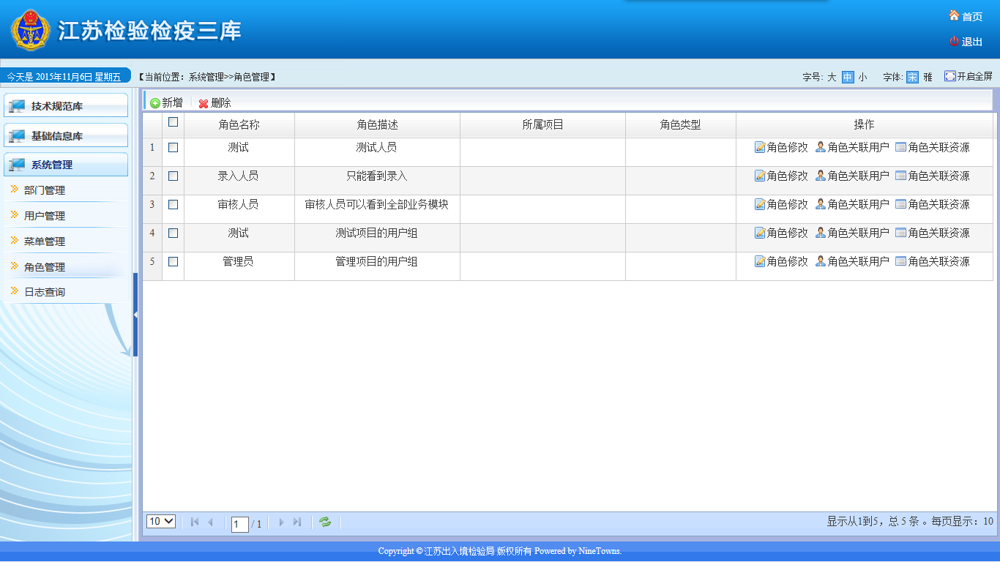 江苏检验检疫三库
首页
退出
今天是 2015年11月6日 星期五
【当前位置：系统管理>>角色管理】
字号: 大 中 小 字体: 宋 雅 开启全屏
技术规范库
基础信息库
系统管理
部门管理
用户管理
菜单管理
角色管理
日志查询
新增 删除
角色名称 角色描述 所属项目 角色类型 操作
1 测试 测试人员 角色修改 角色关联用户 角色关联资源
2 录入人员 只能看到录入 角色修改 角色关联用户 角色关联资源
3 审核人员 审核人员可以看到全部业务模块 角色修改 角色关联用户 角色关联资源
4 测试 测试项目的用户组 角色修改 角色关联用户 角色关联资源
5 管理员 管理项目的用户组 角色修改 角色关联用户 角色关联资源
10 1 / 1 显示从1到5，总 5 条 。每页显示：10
Copyright © 江苏出入境检验局 版权所有 Powered by NineTowns.